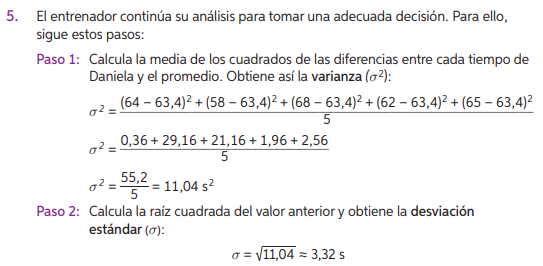 5. El entrenador continúa su análisis para tomar una adecuada decisión. Para ello,
sigue estos pasos:
Paso 1: Calcula la media de los cuadrados de las diferencias entre cada tiempo de
Daniela y el promedio. Obtiene así la varianza (σ²):
σ² = (64 – 63,4)² + (58 – 63,4)² + (68 – 63,4)² + (62 – 63,4)² + (65 – 63,4)²
5
σ² = 0,36 + 29,16 + 21,16 + 1,96 + 2,56
5
σ² = 55,2
5
= 11,04 s²
Paso 2: Calcula la raíz cuadrada del valor anterior y obtiene la desviación
estándar (σ):
σ = √11,04 ≈ 3,32 s